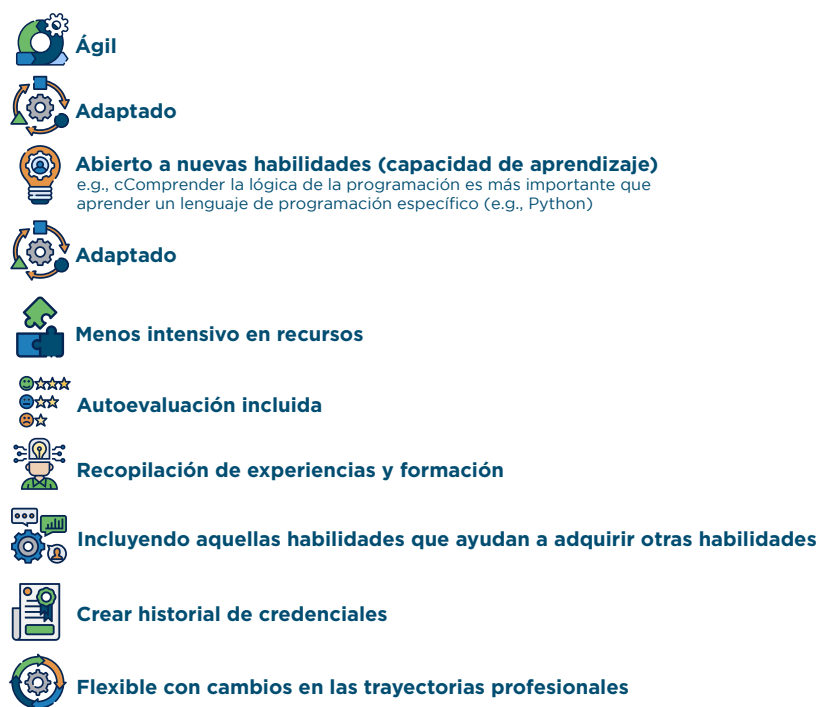 Ágil
Adaptado
Abierto a nuevas habilidades (capacidad de aprendizaje)
e.g., cComprender la lógica de la programación es más importante que
aprender un lenguaje de programación específico (e.g., Python)
Adaptado
Menos intensivo en recursos
Autoevaluación incluida
Recopilación de experiencias y formación
Incluyendo aquellas habilidades que ayudan a adquirir otras habilidades
Crear historial de credenciales
Flexible con cambios en las trayectorias profesionales